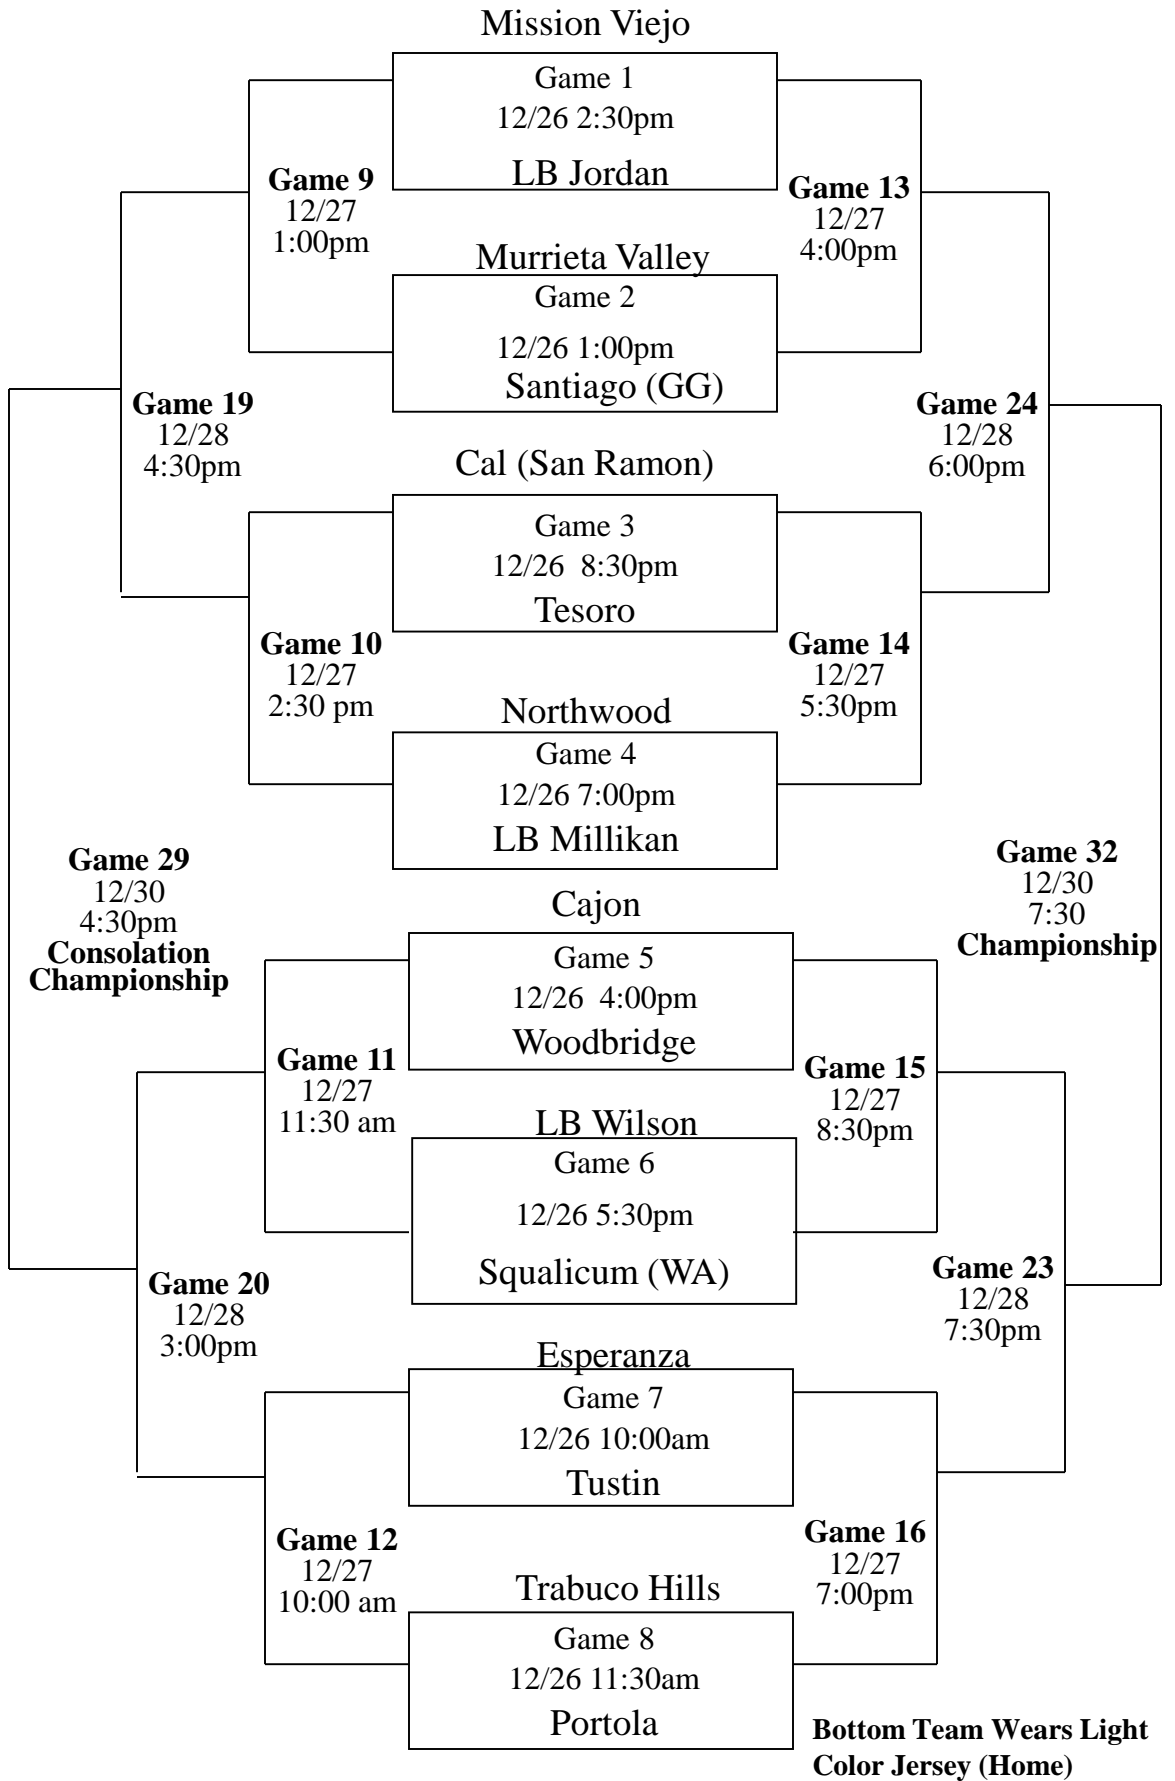 Mission Viejo
Game 1
12/26 2:30pm
LB Jordan
Game 9
12/27
1:00pm
Game 13
12/27
4:00pm
Murrieta Valley
Game 2
12/26 1:00pm
Santiago (GG)
Game 19
12/28
4:30pm
Game 24
12/28
6:00pm
Cal (San Ramon)
Game 3
12/26  8:30pm
Tesoro
Game 10
12/27
2:30 pm
Game 14
12/27
5:30pm
Northwood
Game 4
12/26 7:00pm
LB Millikan
Game 29
12/30
4:30pm
Consolation
Championship
Game 32
12/30
7:30
Championship
Cajon
Game 5
12/26  4:00pm
Woodbridge
Game 11
12/27
11:30 am
Game 15
12/27
8:30pm
LB Wilson
Game 6
12/26 5:30pm
Squalicum (WA)
Game 20
12/28
3:00pm
Game 23
12/28
7:30pm
Esperanza
Game 7
12/26 10:00am
Tustin
Game 12
12/27
10:00 am
Game 16
12/27
7:00pm
Trabuco Hills
Game 8
12/26 11:30am
Portola
Bottom Team Wears Light
Color Jersey (Home)